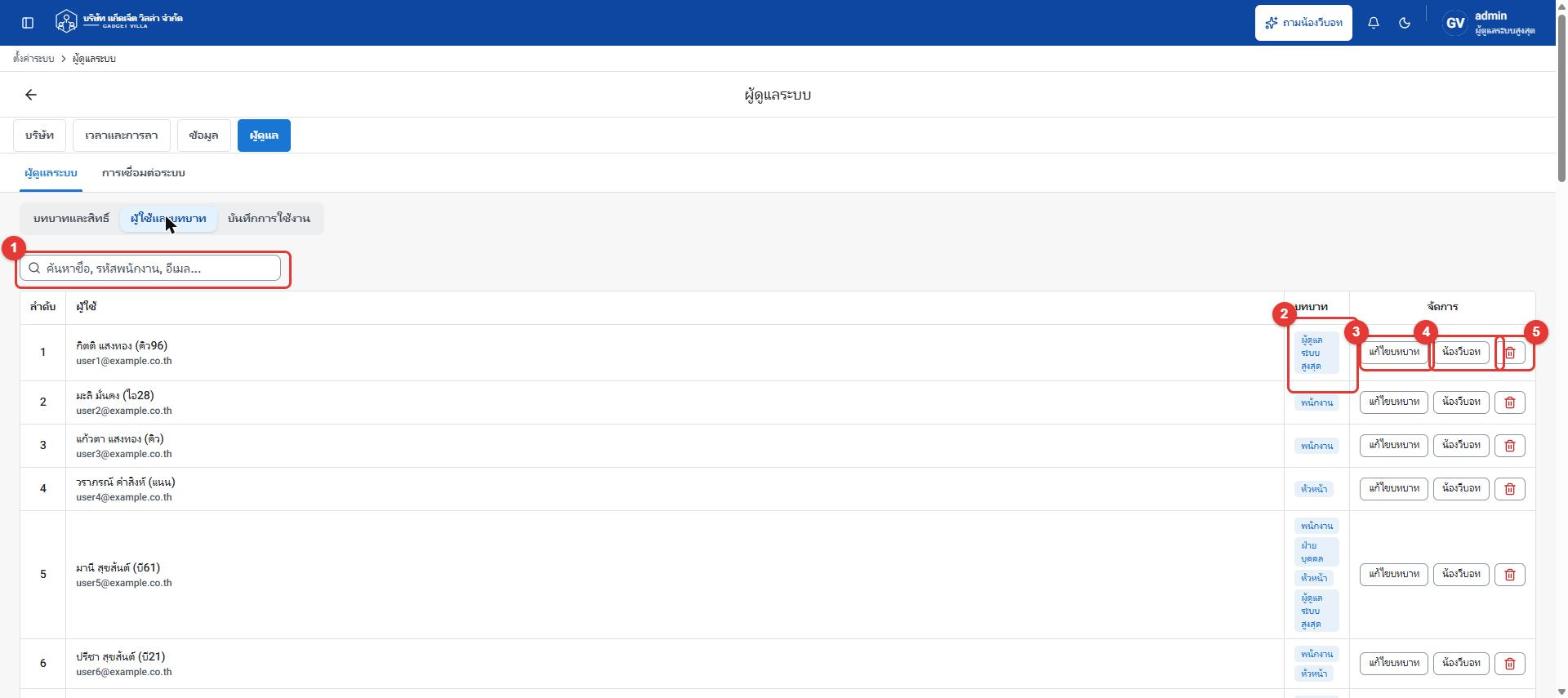 บริษัท แก็ดเจ็ต วิลล่า จำกัด
GADGET VILLA
ถามน้องวีบอท
GV
admin
ผู้ดูแลระบบสูงสุด
ตั้งค่าระบบ > ผู้ดูแลระบบ
ผู้ดูแลระบบ
บริษัท เวลาและการลา ข้อมูล ผู้ดูแล
ผู้ดูแลระบบ การเชื่อมต่อระบบ
บทบาทและสิทธิ์ ผู้ใช้และบทบาท บันทึกการใช้งาน
1
ค้นหาชื่อ, รหัสพนักงาน, อีเมล...
ลำดับ ผู้ใช้ บทบาท จัดการ
2 3 4 5
1 กิตติ แสงทอง (คิว96)
user1@example.co.th
ผู้ดูแล
ระบบ
สูงสุด
แก้ไขบทบาท น้องวีบอท
2 มะลิ มั่นคง (ไอ28)
user2@example.co.th
พนักงาน
แก้ไขบทบาท น้องวีบอท
3 แก้วตา แสงทอง (คิว)
user3@example.co.th
พนักงาน
แก้ไขบทบาท น้องวีบอท
4 วราภรณ์ คำสิงห์ (แนน)
user4@example.co.th
หัวหน้า
แก้ไขบทบาท น้องวีบอท
5 มานี สุขสันต์ (บี61)
user5@example.co.th
พนักงาน
ฝ่าย
บุคคล
หัวหน้า
ผู้ดูแล
ระบบ
สูงสุด
แก้ไขบทบาท น้องวีบอท
6 ปรีชา สุขสันต์ (บี21)
user6@example.co.th
พนักงาน
หัวหน้า
แก้ไขบทบาท น้องวีบอท